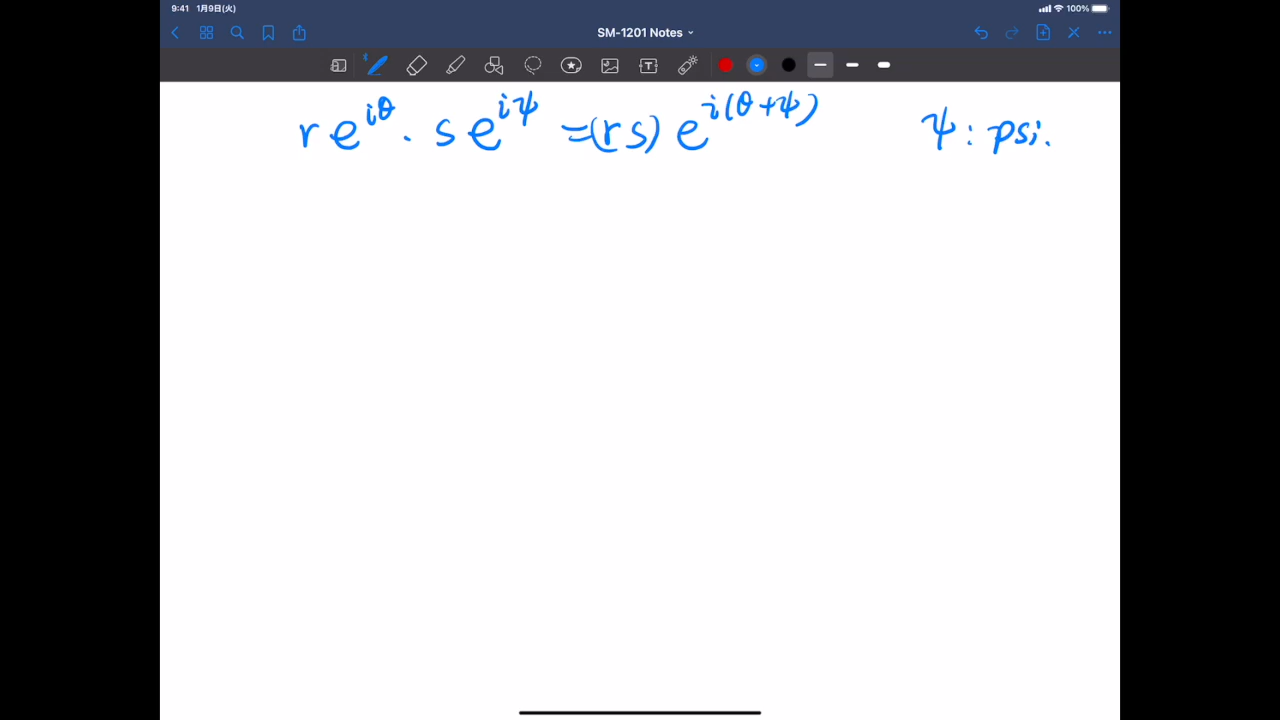 9:41 1月9日(火) 100%
SM-1201 Notes
re^{iθ} · se^{iψ} = (rs) e^{i(θ+ψ)} ψ: psi.